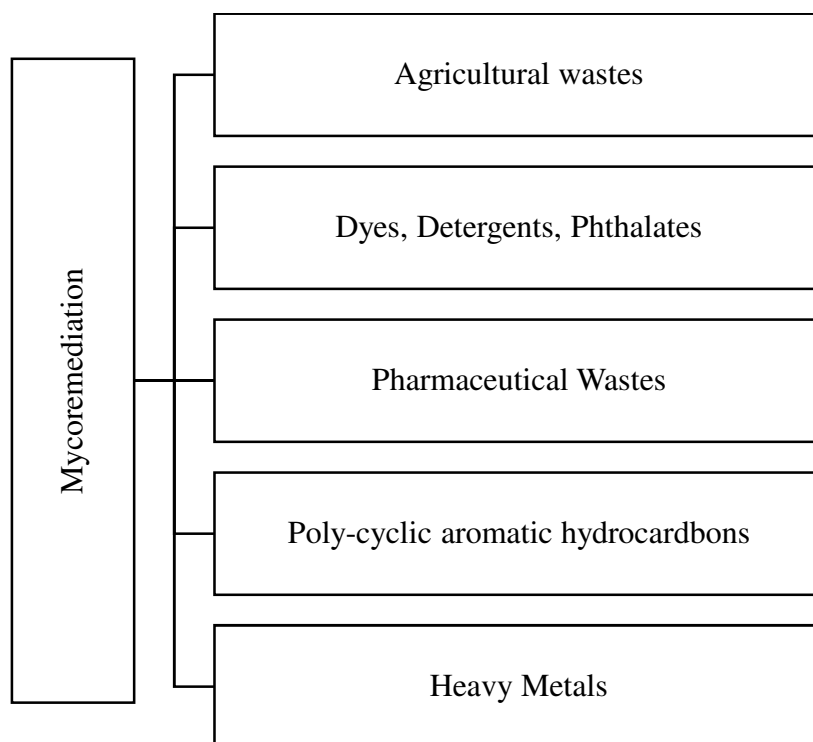 Mycoremediation
Agricultural wastes
Dyes, Detergents, Phthalates
Pharmaceutical Wastes
Poly-cyclic aromatic hydrocardbons
Heavy Metals